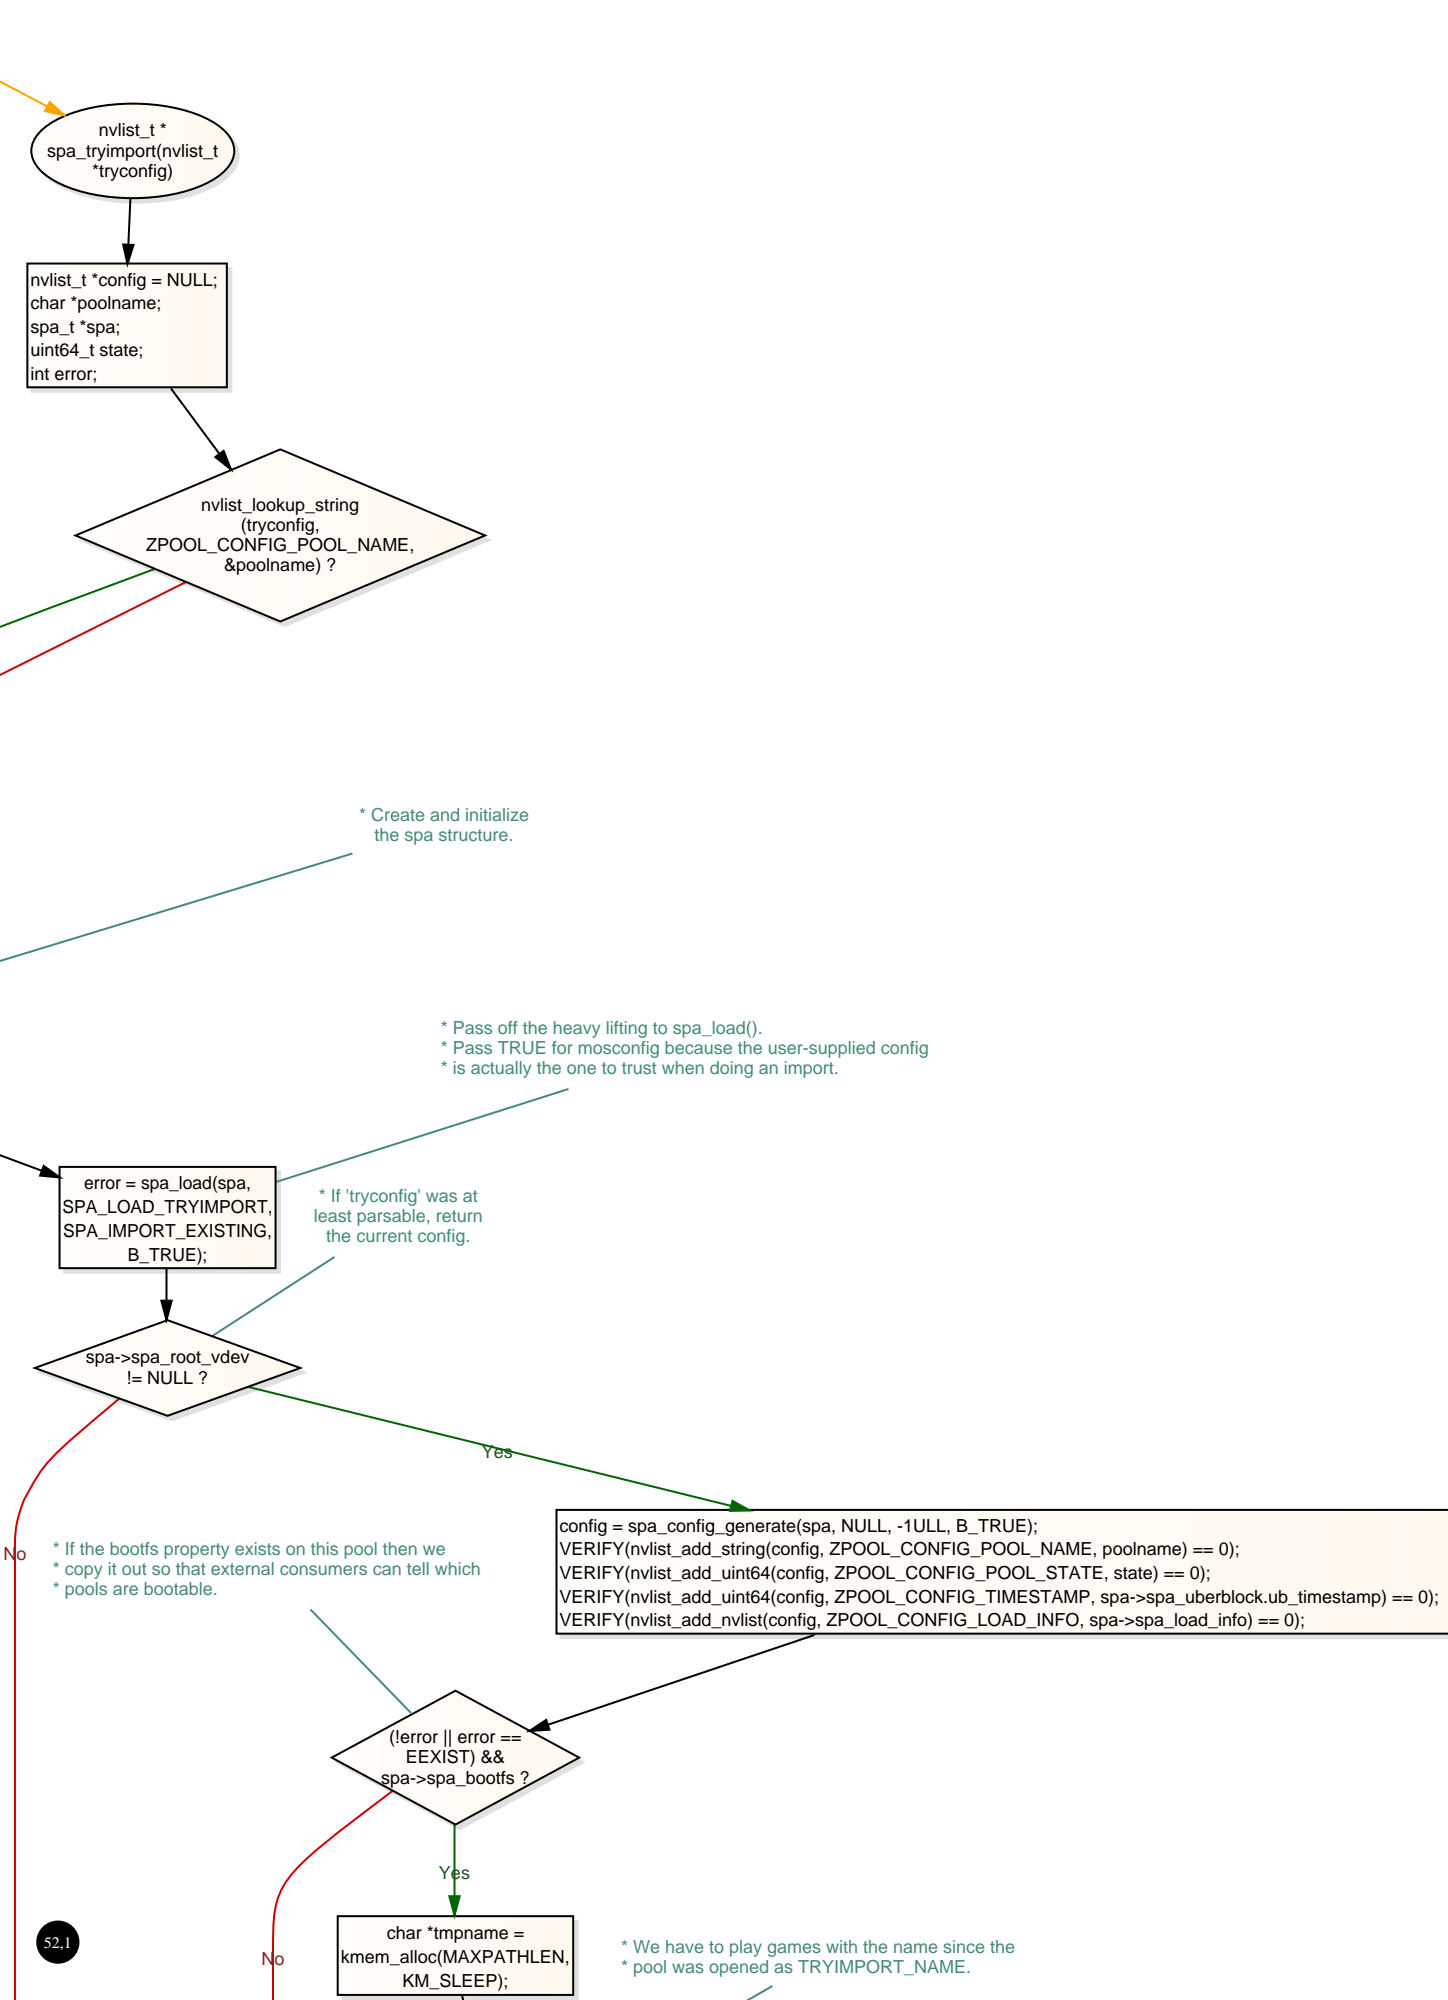 nvlist_t *
spa_tryimport(nvlist_t
*tryconfig)
nvlist_t *config = NULL;
char *poolname;
spa_t *spa;
uint64_t state;
int error;
nvlist_lookup_string
(tryconfig,
ZPOOL_CONFIG_POOL_NAME,
&poolname) ?
* Create and initialize
the spa structure.
* Pass off the heavy lifting to spa_load().
* Pass TRUE for mosconfig because the user-supplied config
* is actually the one to trust when doing an import.
error = spa_load(spa,
SPA_LOAD_TRYIMPORT,
SPA_IMPORT_EXISTING,
B_TRUE);
* If 'tryconfig' was at
least parsable, return
the current config.
spa->spa_root_vdev
!= NULL ?
Yes
No
config = spa_config_generate(spa, NULL, -1ULL, B_TRUE);
VERIFY(nvlist_add_string(config, ZPOOL_CONFIG_POOL_NAME, poolname) == 0);
VERIFY(nvlist_add_uint64(config, ZPOOL_CONFIG_POOL_STATE, state) == 0);
VERIFY(nvlist_add_uint64(config, ZPOOL_CONFIG_TIMESTAMP, spa->spa_uberblock.ub_timestamp) == 0);
VERIFY(nvlist_add_nvlist(config, ZPOOL_CONFIG_LOAD_INFO, spa->spa_load_info) == 0);
* If the bootfs property exists on this pool then we
* copy it out so that external consumers can tell which
* pools are bootable.
(!error || error ==
EEXIST) &&
spa->spa_bootfs ?
Yes
No
char *tmpname =
kmem_alloc(MAXPATHLEN,
KM_SLEEP);
* We have to play games with the name since the
* pool was opened as TRYIMPORT_NAME.
52,1